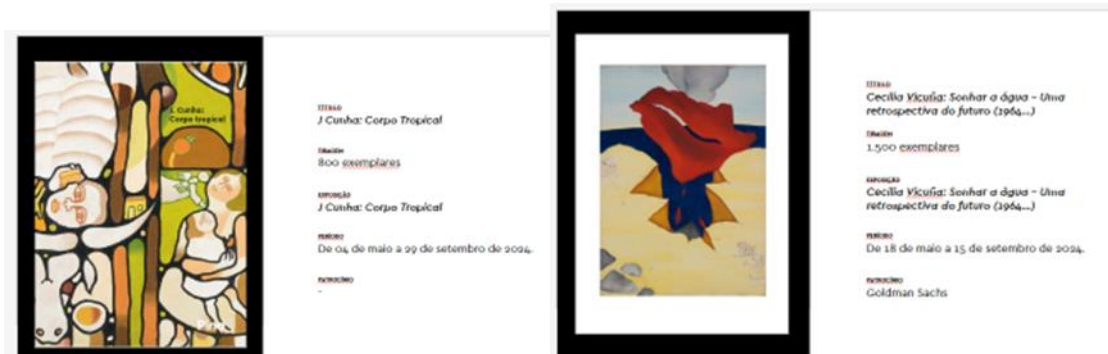 J. Cunha:
Corpo tropical
TÍTULO
J Cunha: Corpo Tropical
TIRAGEM
800 exemplares
EXPOSIÇÃO
J Cunha: Corpo Tropical
PERÍODO
De 04 de maio a 29 de setembro de 2024.
PATROCÍNIO
-
TÍTULO
Cecilia Vicuña: Sonhar a água – Uma
retrospectiva do futuro (1964...)
TIRAGEM
1.500 exemplares
EXPOSIÇÃO
Cecilia Vicuña: Sonhar a água – Uma
retrospectiva do futuro (1964...)
PERÍODO
De 18 de maio a 15 de setembro de 2024.
PATROCÍNIO
Goldman Sachs